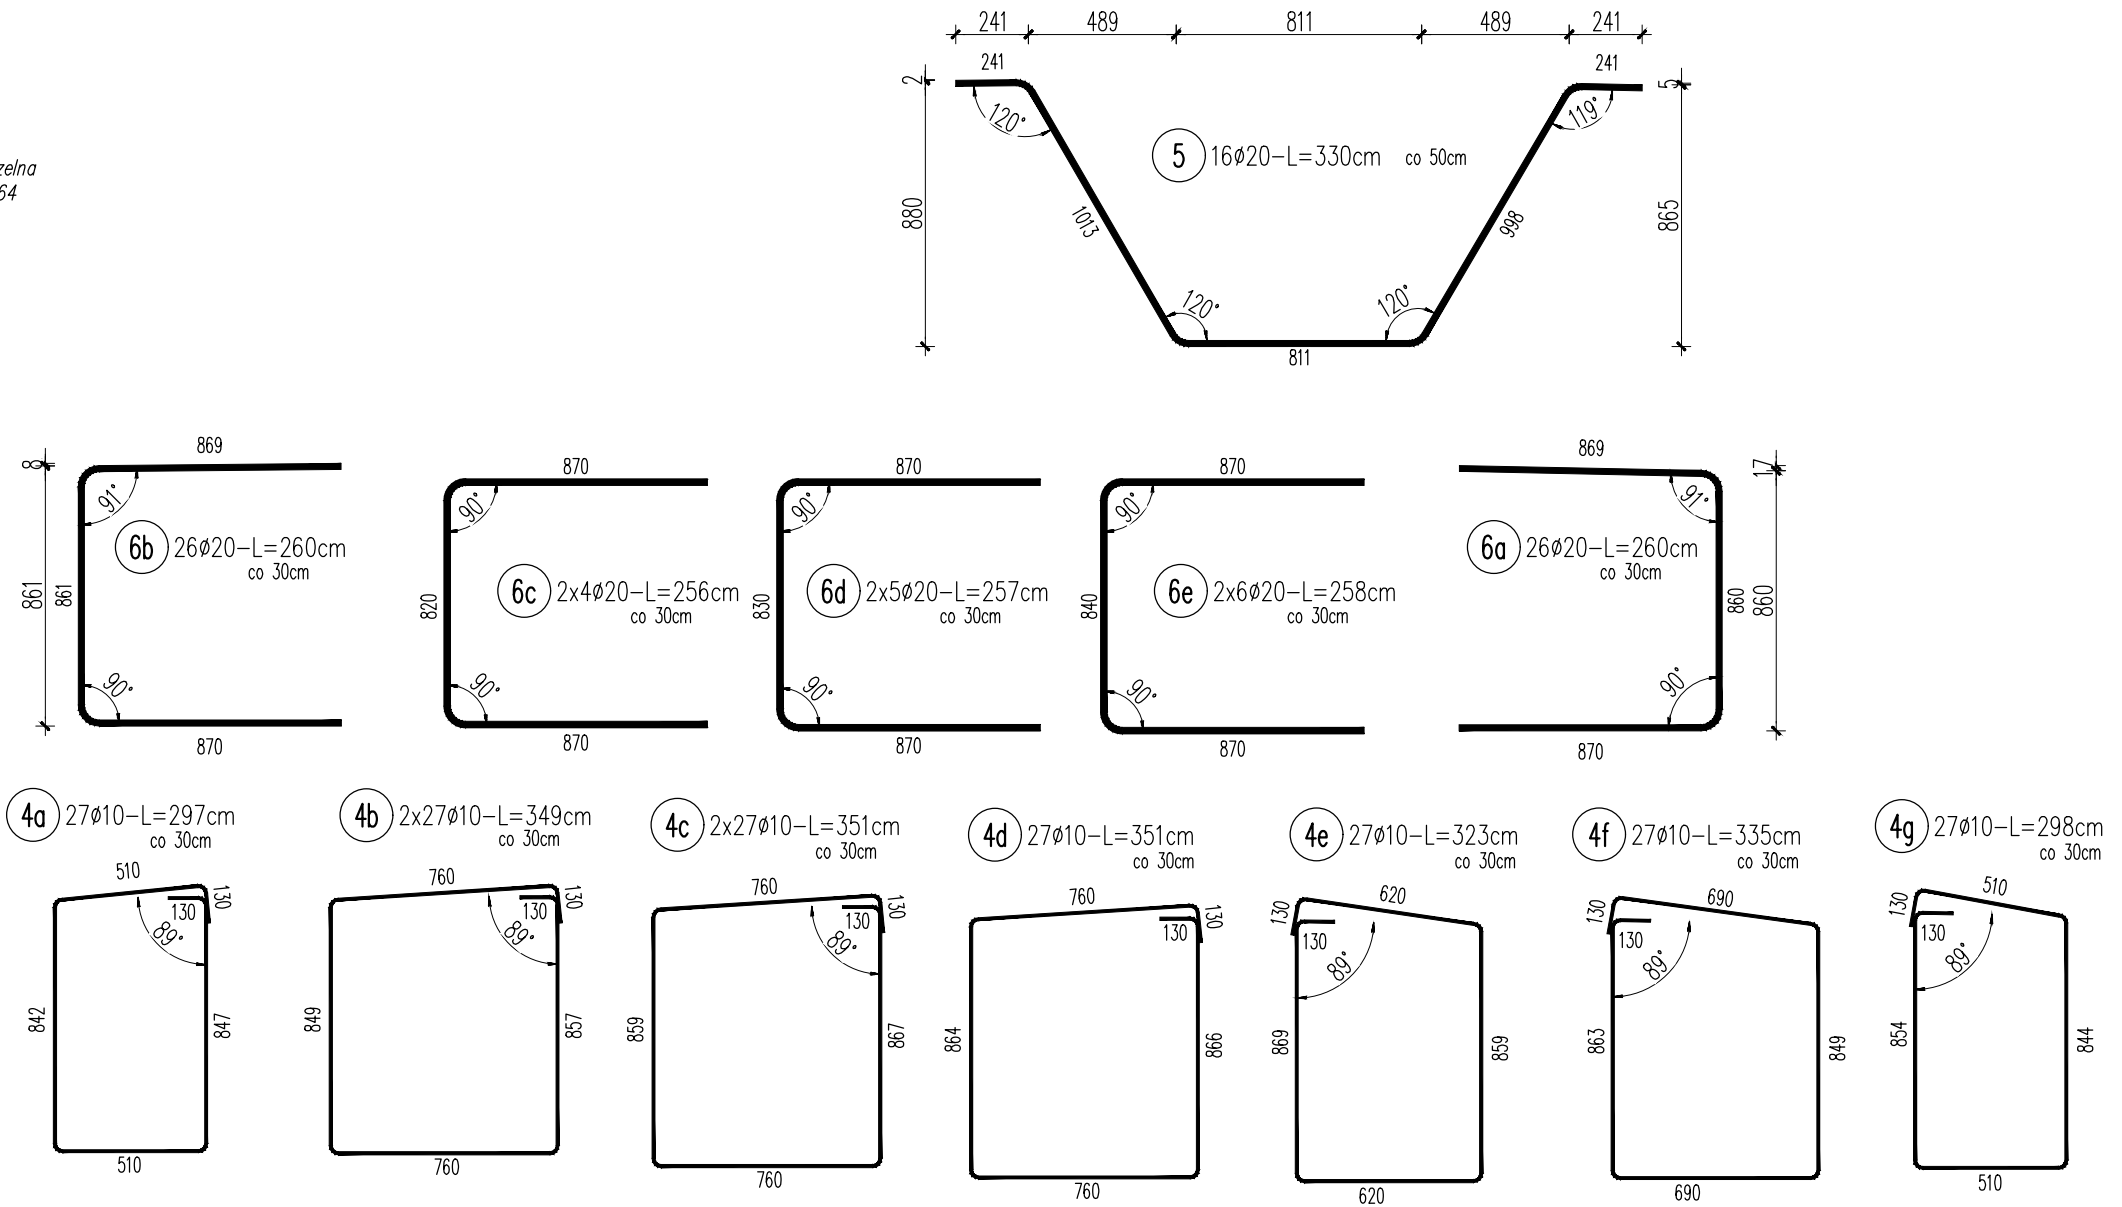 241 489 811 489 241
241 241
2 5
120° 119°
5 16ø20-L=330cm co 50cm
zelna
64
880 1013 998 865
120° 120°
811
869 870 870 870 869
8 17
91° 90° 90° 90° 91°
6b 26ø20-L=260cm
co 30cm
6a 26ø20-L=260cm
co 30cm
6c 2x4ø20-L=256cm
co 30cm
6d 2x5ø20-L=257cm
co 30cm
6e 2x6ø20-L=258cm
co 30cm
861 861 820 830 840 860 860
90° 90° 90° 90° 90°
870 870 870 870 870
4a 27ø10-L=297cm
co 30cm
4b 2x27ø10-L=349cm
co 30cm
4c 2x27ø10-L=351cm
co 30cm
4d 27ø10-L=351cm
co 30cm
4e 27ø10-L=323cm
co 30cm
4f 27ø10-L=335cm
co 30cm
4g 27ø10-L=298cm
co 30cm
510 760 760 760 620 690 510
130 130 130 130 130 130 130
130 130 130 130 130 130 130
89° 89° 89° 89° 89° 89°
842 848 849 857 859 867 864 866 869 859 863 849 854 844
510 760 760 760 620 690 510